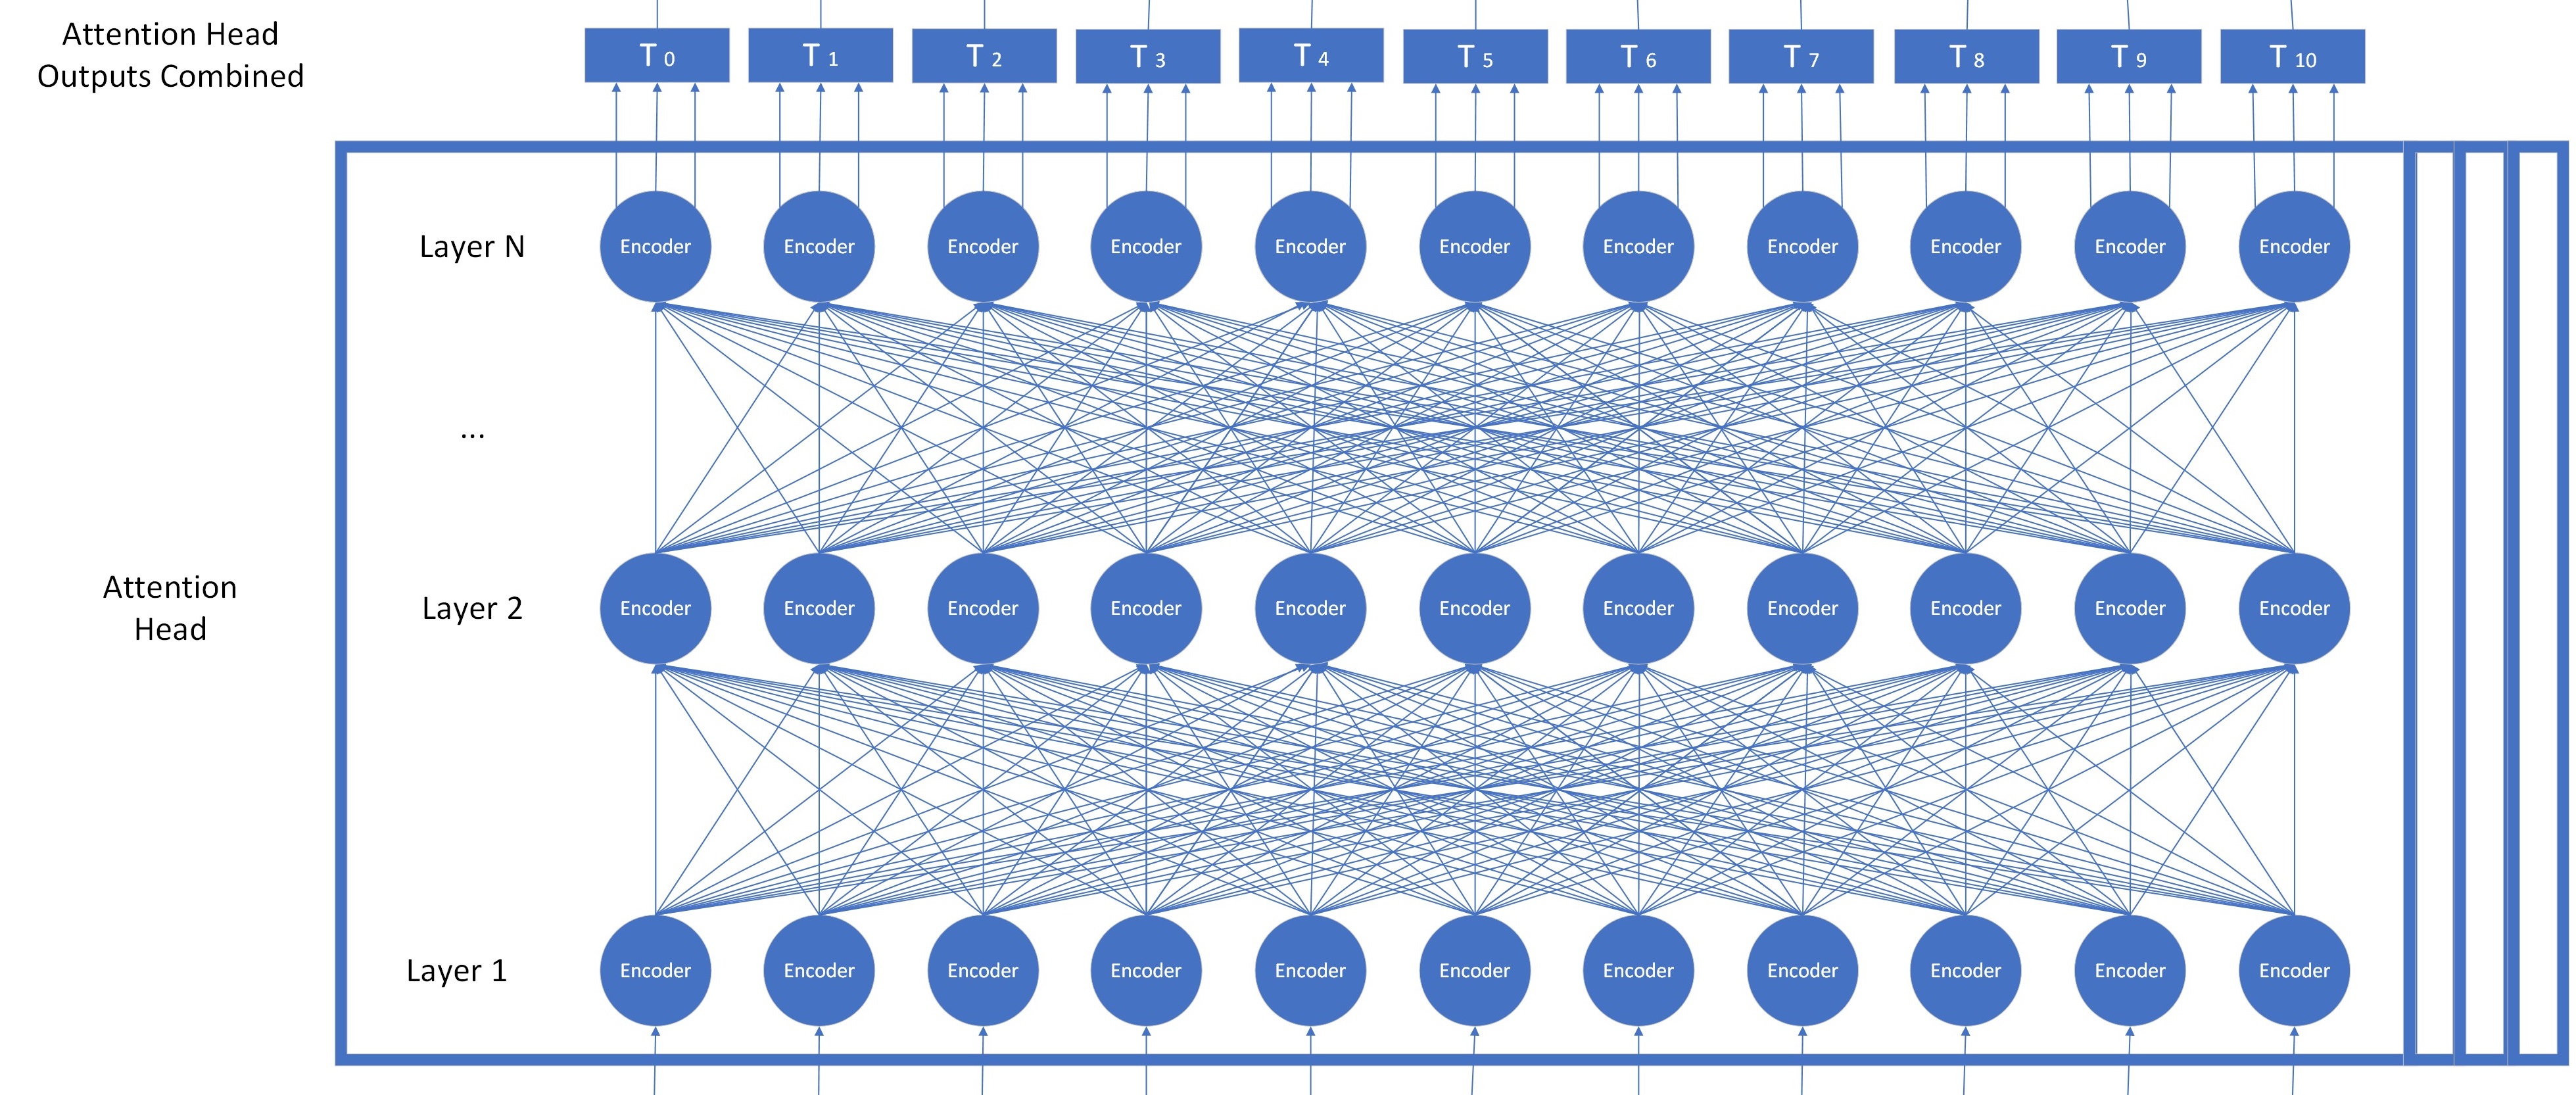 Attention Head
Outputs Combined
T 0 T 1 T 2 T 3 T 4 T 5 T 6 T 7 T 8 T 9 T 10
Layer N Encoder Encoder Encoder Encoder Encoder Encoder Encoder Encoder Encoder Encoder Encoder
...
Attention
Head
Layer 2 Encoder Encoder Encoder Encoder Encoder Encoder Encoder Encoder Encoder Encoder Encoder
Layer 1 Encoder Encoder Encoder Encoder Encoder Encoder Encoder Encoder Encoder Encoder Encoder